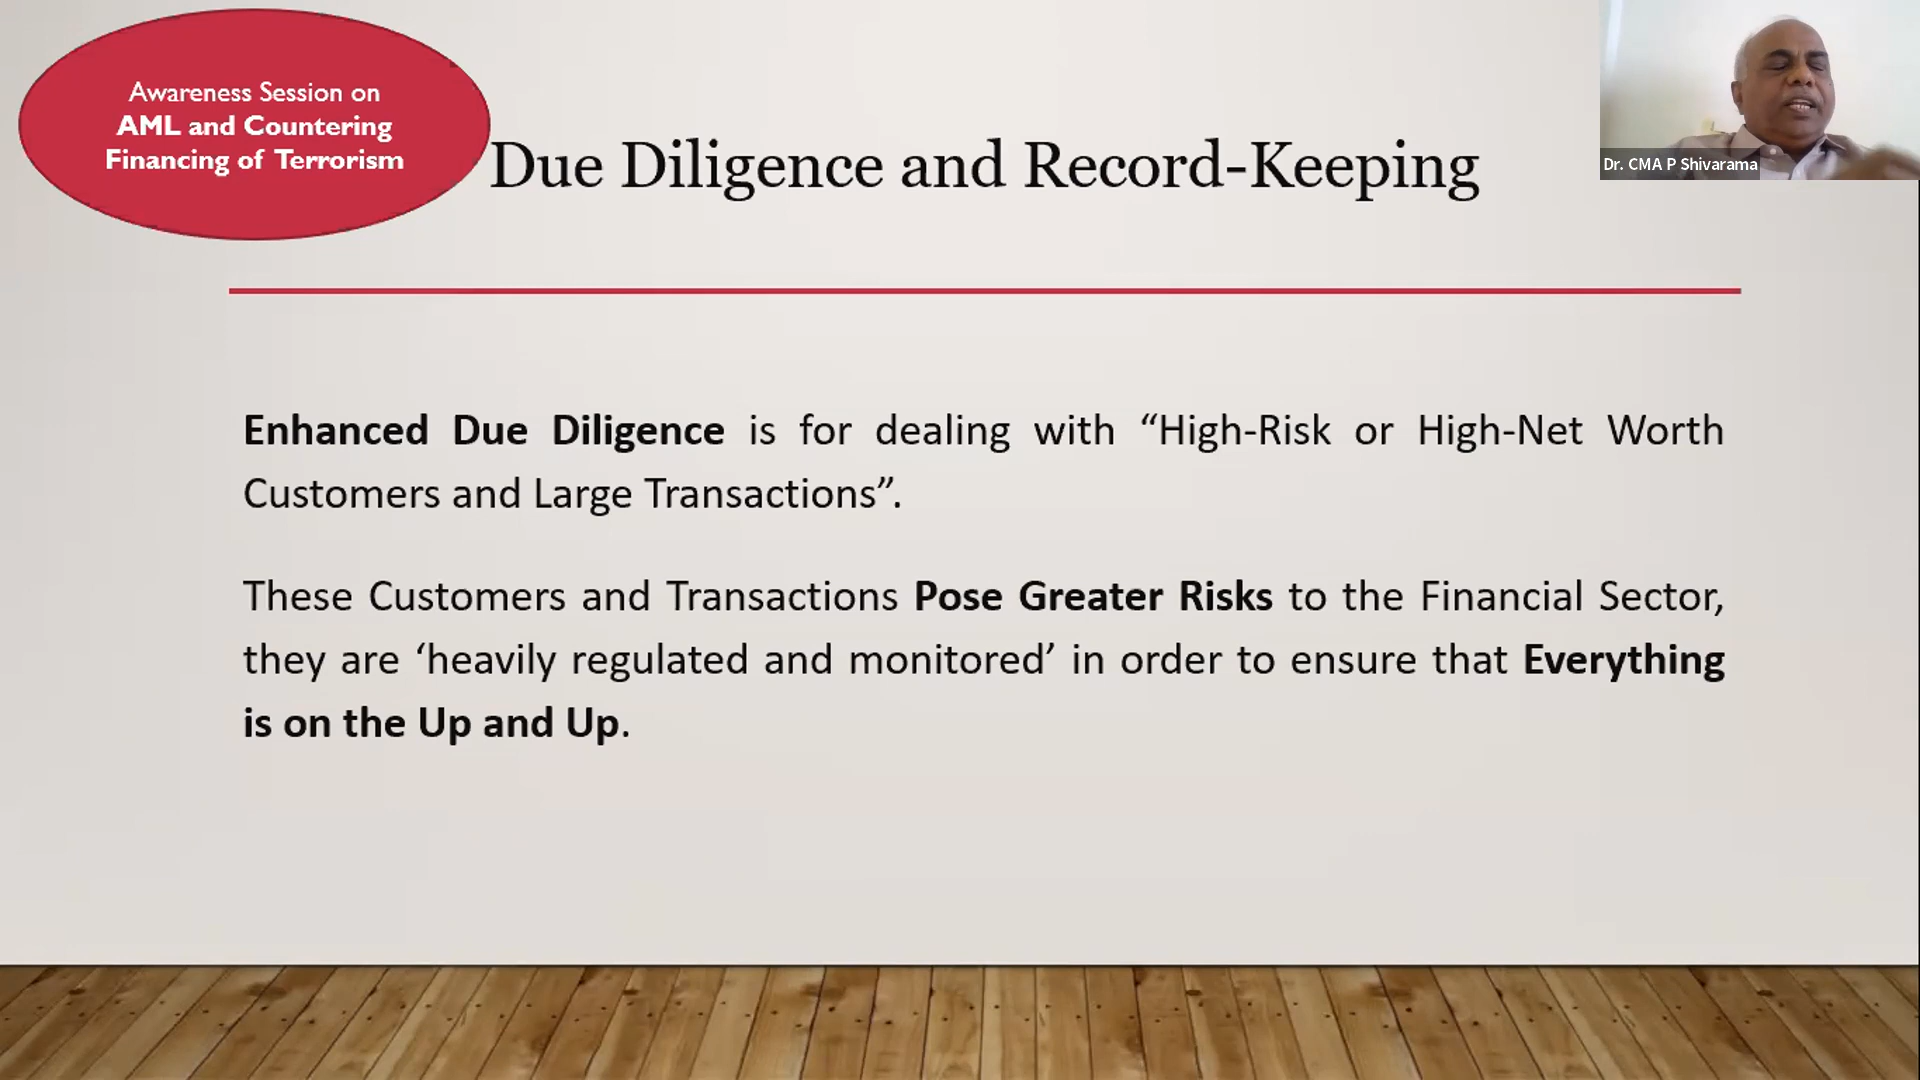 Awareness Session on
AML and Countering
Financing of Terrorism
Due Diligence and Record-Keeping
Dr. CMA P Shivarama
Enhanced Due Diligence is for dealing with “High-Risk or High-Net Worth
Customers and Large Transactions”.
These Customers and Transactions Pose Greater Risks to the Financial Sector,
they are ‘heavily regulated and monitored’ in order to ensure that Everything
is on the Up and Up.